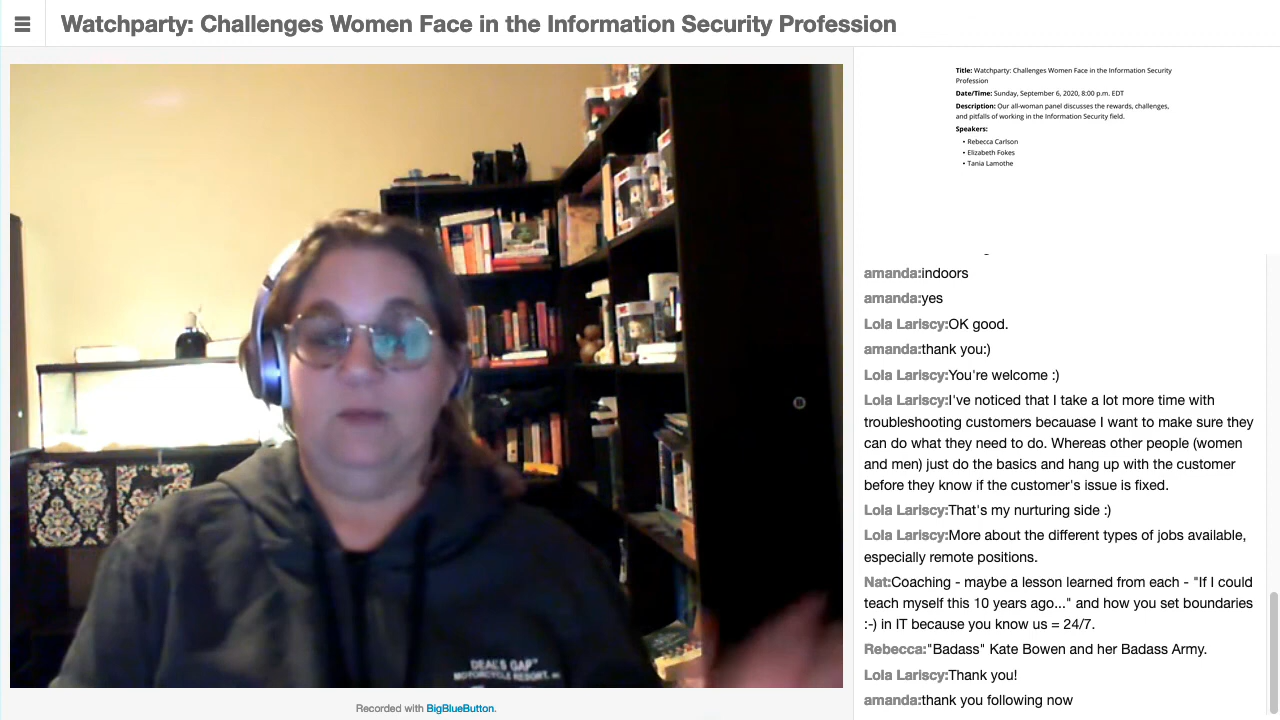 Watchparty: Challenges Women Face in the Information Security Profession
Title: Watchparty: Challenges Women Face in the Information Security
Profession
Date/Time: Sunday, September 6, 2020, 8:00 p.m. EDT
Description: Our all-woman panel discusses the rewards, challenges,
and pitfalls of working in the Information Security field.
Speakers:
• Rebecca Carlson
• Elizabeth Fokes
• Tania Lamothe
amanda:indoors
amanda:yes
Lola Lariscy:OK good.
amanda:thank you:)
Lola Lariscy:You're welcome :)
Lola Lariscy:I've noticed that I take a lot more time with
troubleshooting customers becauase I want to make sure they
can do what they need to do. Whereas other people (women
and men) just do the basics and hang up with the customer
before they know if the customer's issue is fixed.
Lola Lariscy:That's my nurturing side :)
Lola Lariscy:More about the different types of jobs available,
especially remote positions.
Nat:Coaching - maybe a lesson learned from each - "If I could
teach myself this 10 years ago..." and how you set boundaries
:-) in IT because you know us = 24/7.
Rebecca:"Badass" Kate Bowen and her Badass Army.
Lola Lariscy:Thank you!
amanda:thank you following now
DEAL'S GAP
MOTORCYCLE RESORT
Recorded with BigBlueButton.